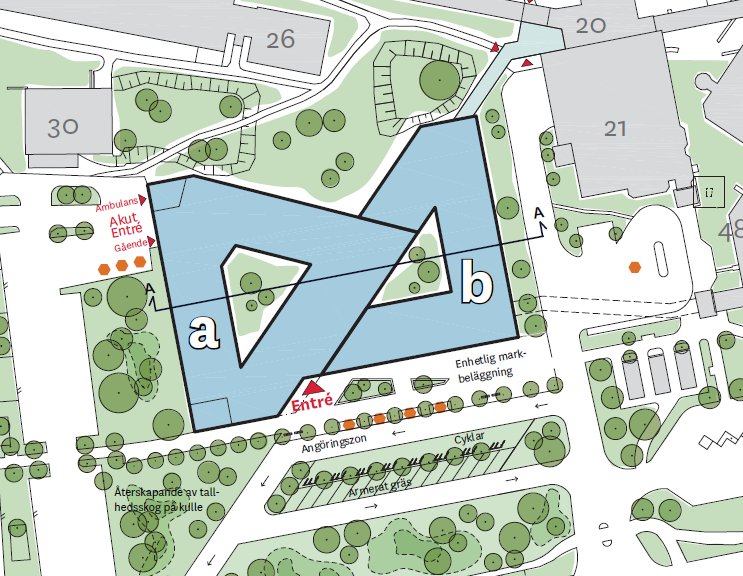 26
20
30
21
48
Ambulans
Akut,
Entré
Gående
A
A
a
b
Entré
Enhetlig mark-
beläggning
Angöringszon
Cyklar
Armerat gräs
Återskapande av tall-
hedsskog på kulle